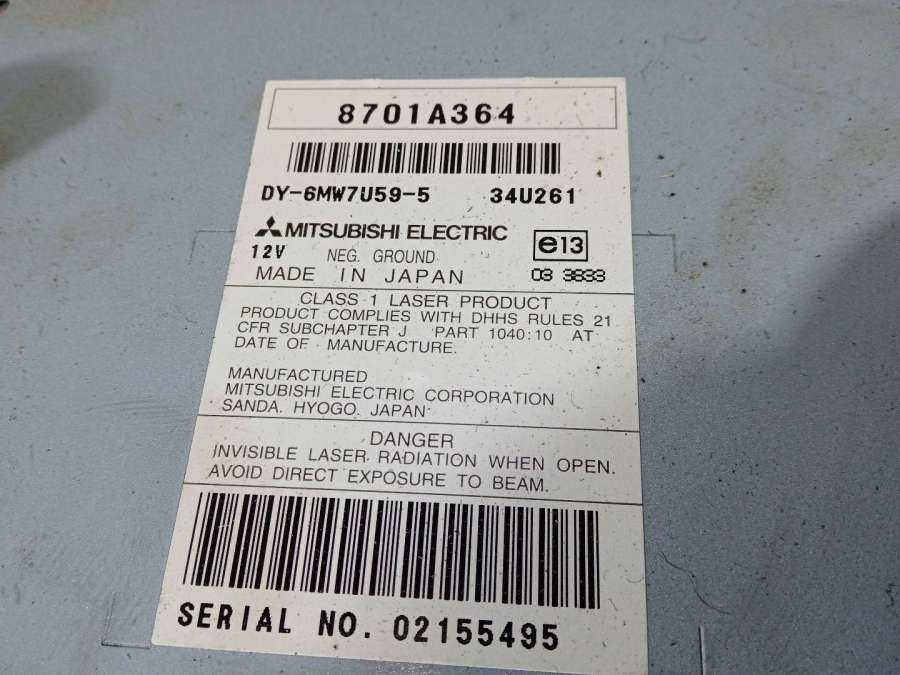 8701A364
DY-6MW7U59-5 34U261
MITSUBISHI ELECTRIC
12V NEG. GROUND
e13
MADE IN JAPAN 03 3833
CLASS 1 LASER PRODUCT
PRODUCT COMPLIES WITH DHHS RULES 21
CFR SUBCHAPTER J PART 1040:10 AT
DATE OF MANUFACTURE.
MANUFACTURED
MITSUBISHI ELECTRIC CORPORATION
SANDA. HYOGO. JAPAN
DANGER
INVISIBLE LASER RADIATION WHEN OPEN.
AVOID DIRECT EXPOSURE TO BEAM.
SERIAL NO. 02155495